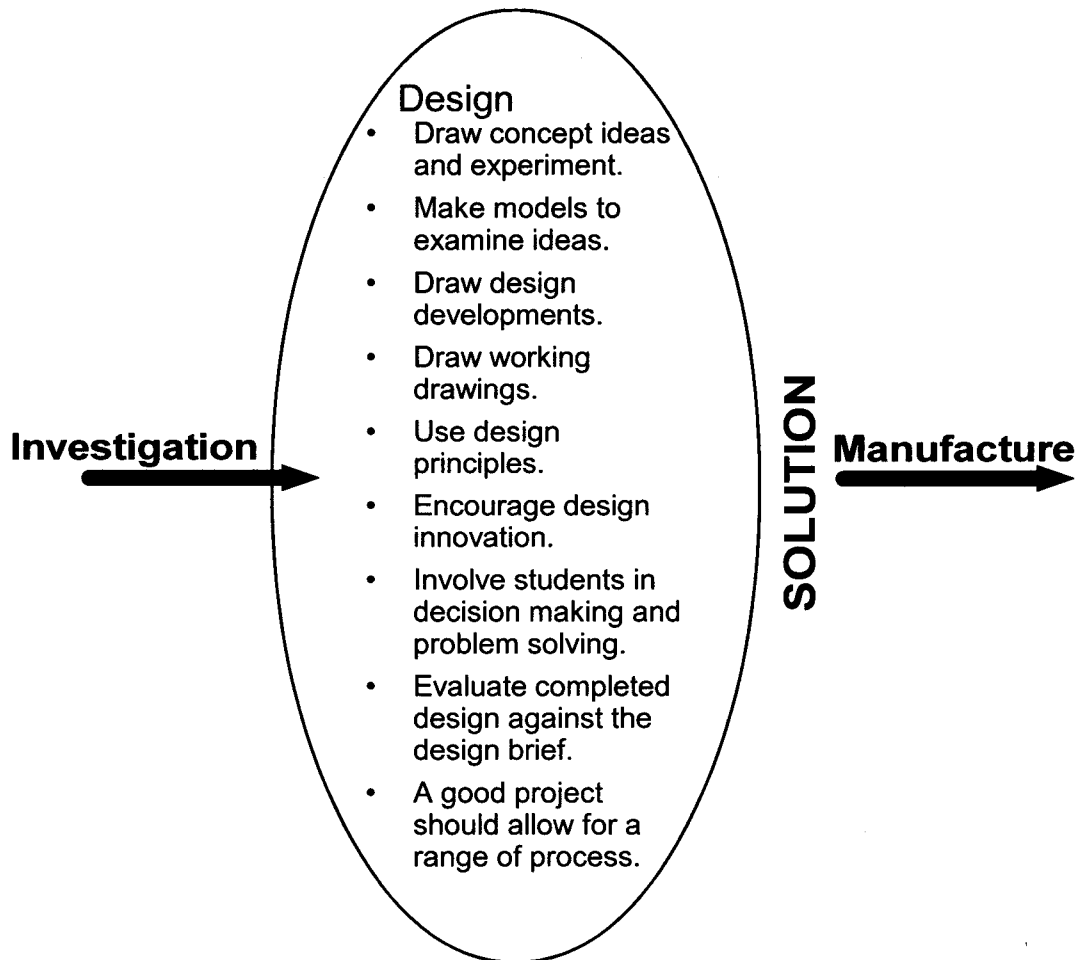 Design
• Draw concept ideas
and experiment.
• Make models to
examine ideas.
• Draw design
developments.
• Draw working
drawings.
• Use design
principles.
• Encourage design
innovation.
• Involve students in
decision making and
problem solving.
• Evaluate completed
design against the
design brief.
• A good project
should allow for a
range of process.
Investigation
SOLUTION
Manufacture